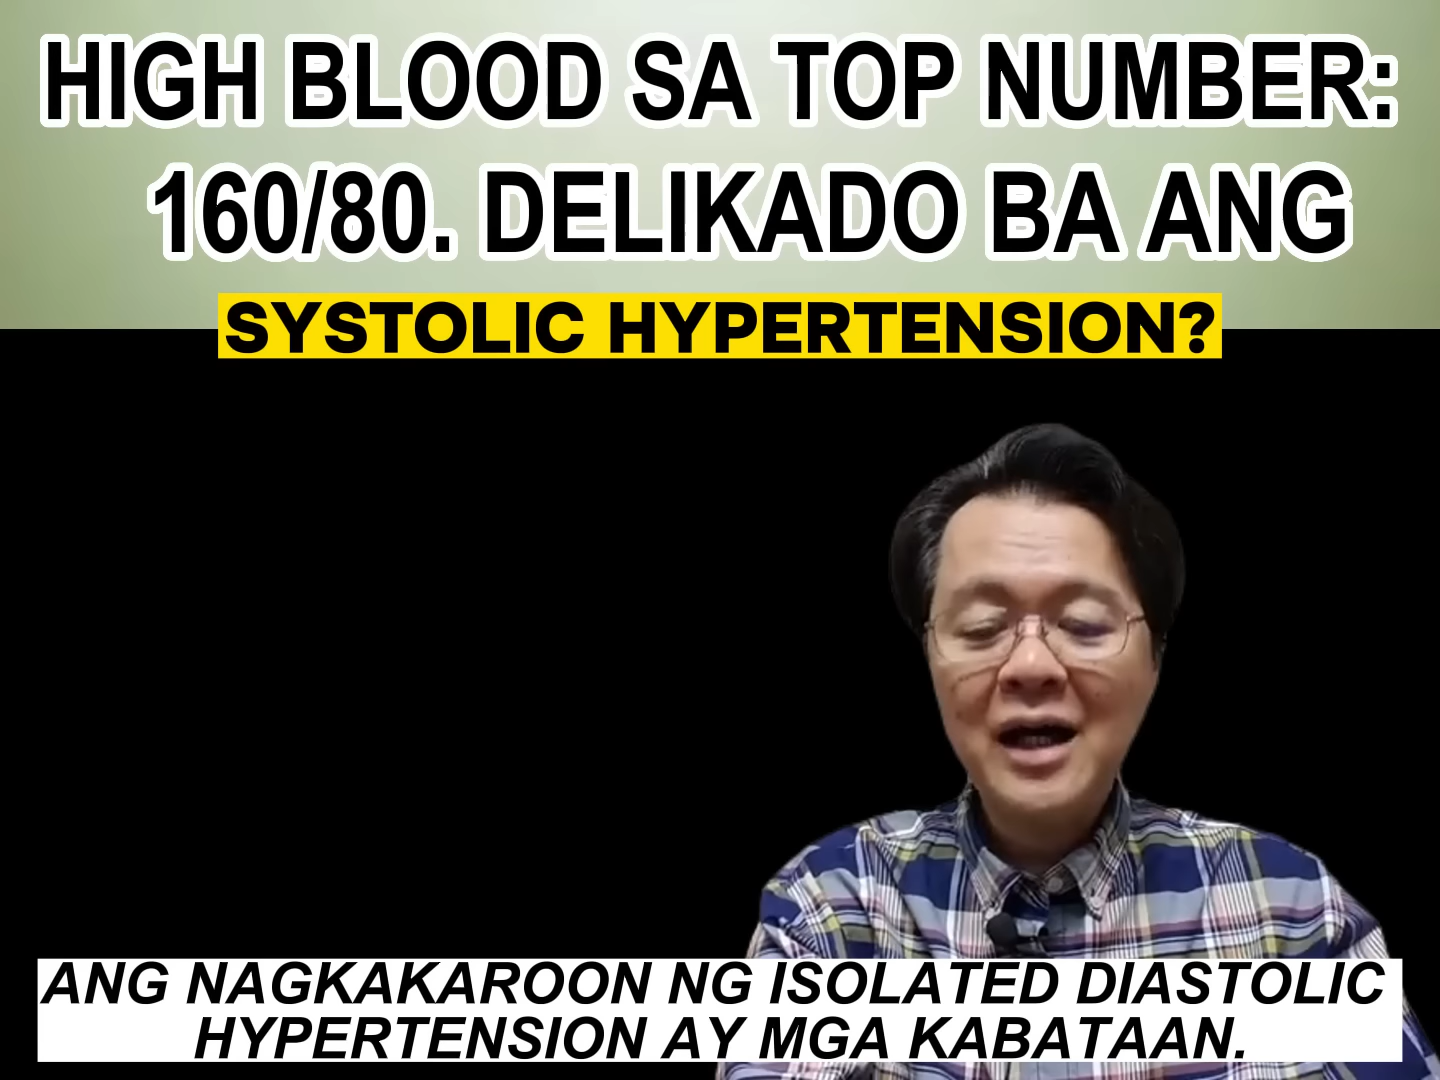 HIGH BLOOD SA TOP NUMBER:
160/80. DELIKADO BA ANG
SYSTOLIC HYPERTENSION?
ANG NAGKAKAROON NG ISOLATED DIASTOLIC
HYPERTENSION AY MGA KABATAAN.